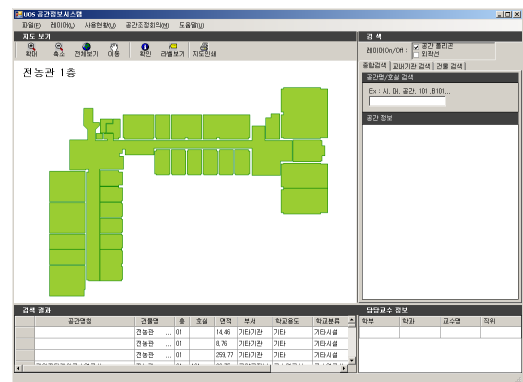 UOS 공간정보시스템
파일(F) 레이어(L) 사용현황(U) 공간조정회의(M) 도움말(U)
지도 보기
확대 축소 전체보기 이동 확인 라벨보기 지도인쇄
전농관 1층
검 색
레이어On/Off : 공간 폴리곤
외곽선
통합검색 교내기관 검색 건물 검색
공간명/호실 검색
Ex : 시, 대, 공간, 101 ,B101...
공간 정보
검색 결과
공간명칭 건물명 층 호실 면적 부서 학교용도 학교분류
전농관 ... 01 14,46 기타기관 기타 기타시설
전농관 ... 01 8,76 기타기관 기타 기타시설
전농관 ... 01 259,77 기타기관 기타 기타시설
담당교수 정보
학부 학과 교수명 직위